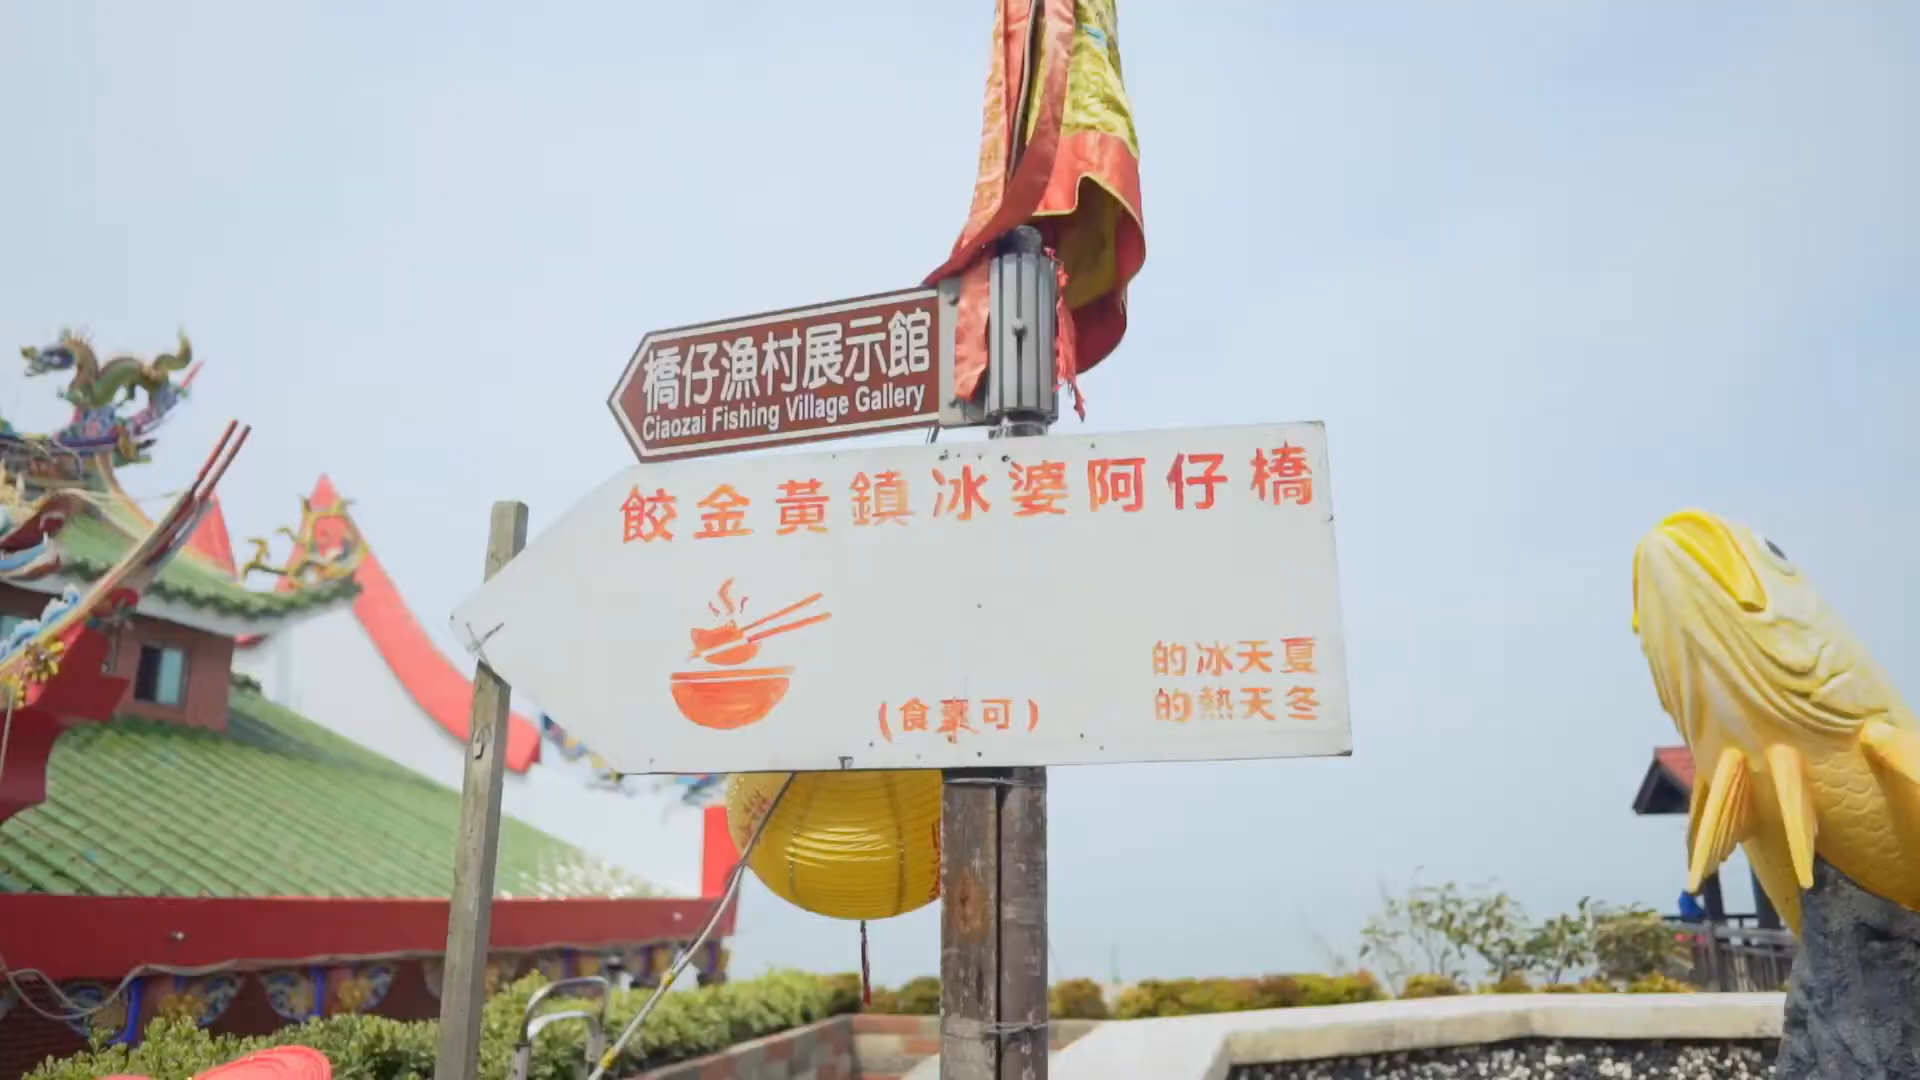 橋仔漁村展示館
Ciaozai Fishing Village Gallery
橋仔阿婆冰鎮黃金餃
夏天冰的
冬天熱的
(可素食)